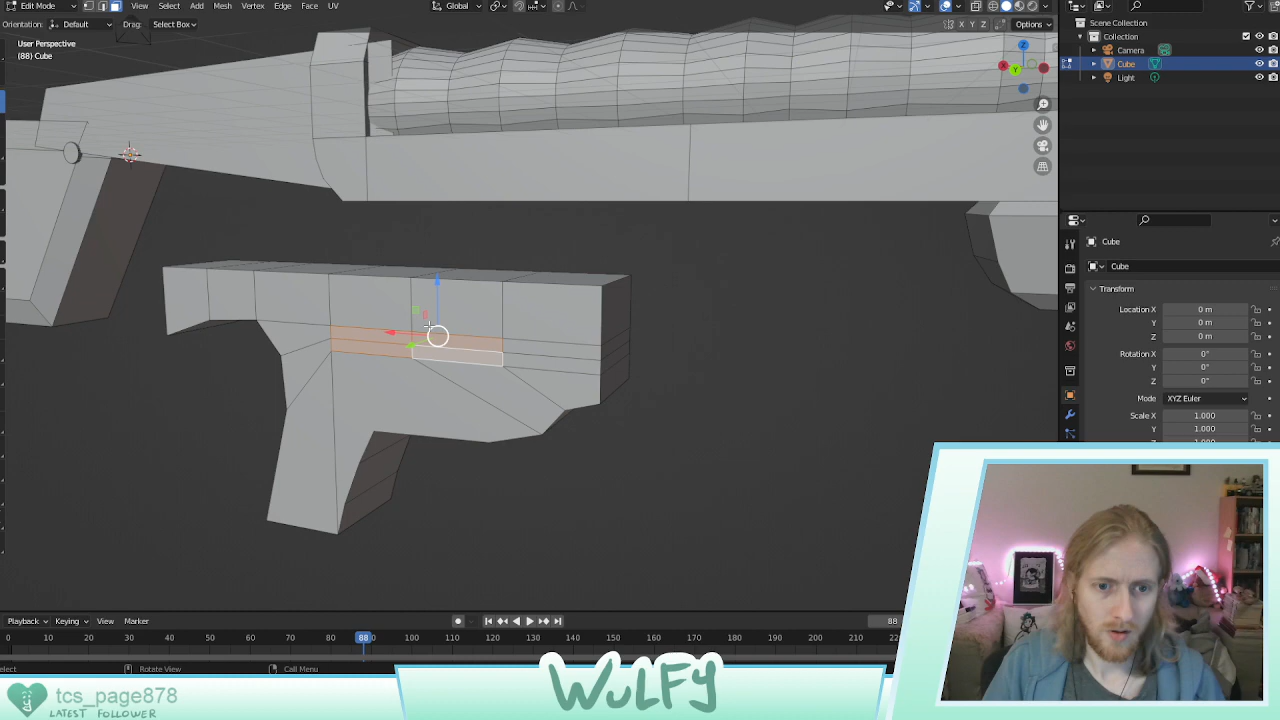 Edit Mode View Select Add Mesh Vertex Edge Face UV Global
Orientation: Default Drag: Select Box X Y Z Options
User Perspective
(88) Cube
Z
X
Y
Scene Collection
Collection
Camera
Cube
Light
Cube
Cube
Transform
Location X 0 m
Y 0 m
Z 0 m
Rotation X 0°
Y 0°
Z 0°
Mode XYZ Euler
Scale X 1.000
Y 1.000
Z 1.000
Playback Keying View Marker 88
0 10 20 30 40 50 60 70 80 88 100 110 120 130 140 150 160 170 180 190 200 210 220
elect Rotate View Call Menu
tcs_page878
LATEST FOLLOWER
WULFY